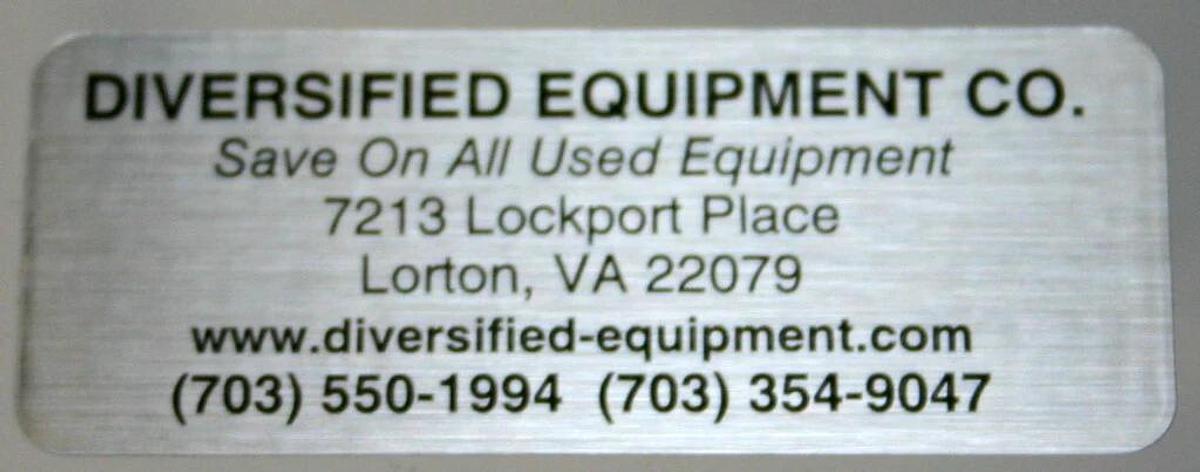 DIVERSIFIED EQUIPMENT CO.
Save On All Used Equipment
7213 Lockport Place
Lorton, VA 22079
www.diversified-equipment.com
(703) 550-1994 (703) 354-9047